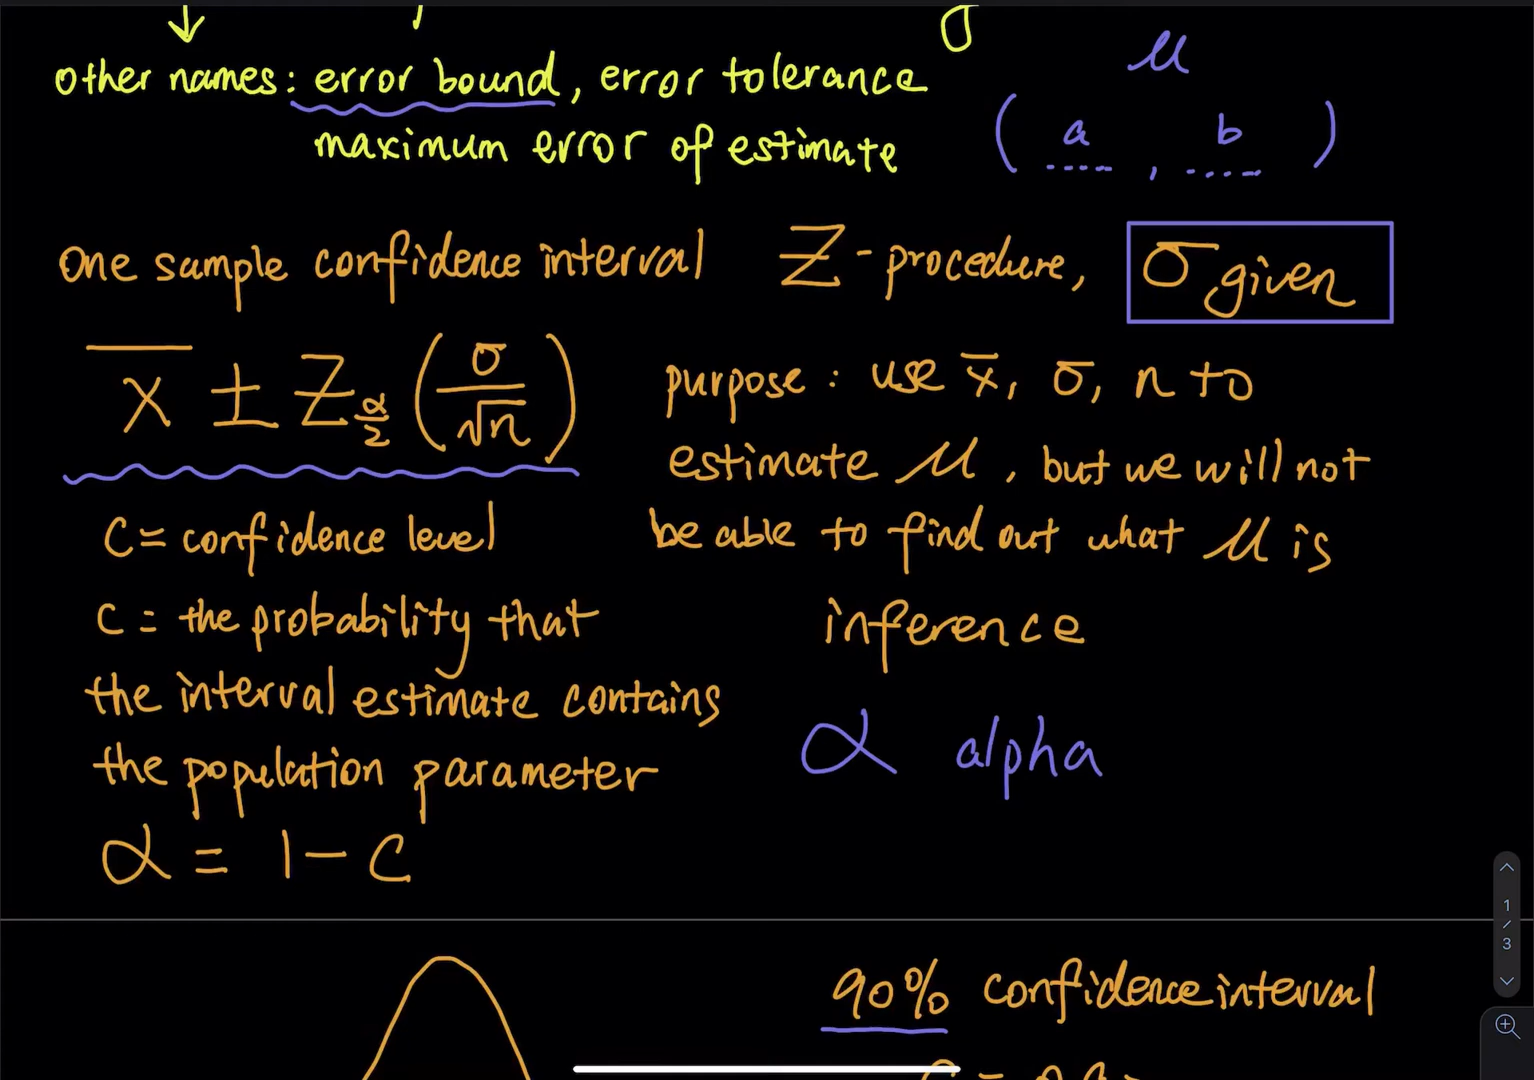 σ
μ
other names: error bound, error tolerance
maximum error of estimate
( a , b )
One sample confidence interval Z-procedure, σ given
x̄ ± Z_{α/2} (σ/√n)
purpose: use x̄, σ, n to
estimate μ, but we will not
be able to find out what μ is
inference
α alpha
C = confidence level
C = the probability that
the interval estimate contains
the population parameter
α = 1 - C
1
/
3
90% confidence interval